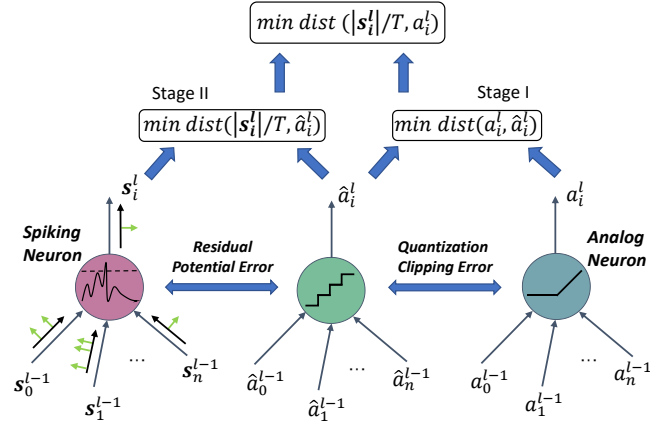 min dist (|s_i^l|/T, a_i^l)
Stage II
Stage I
min dist(|s_i^l|/T, â_i^l)
min dist(a_i^l, â_i^l)
s_i^l
â_i^l
a_i^l
Spiking
Neuron
Residual
Potential Error
Quantization
Clipping Error
Analog
Neuron
s_0^{l-1}
s_1^{l-1}
...
s_n^{l-1}
â_0^{l-1}
â_1^{l-1}
...
â_n^{l-1}
a_0^{l-1}
a_1^{l-1}
...
a_n^{l-1}